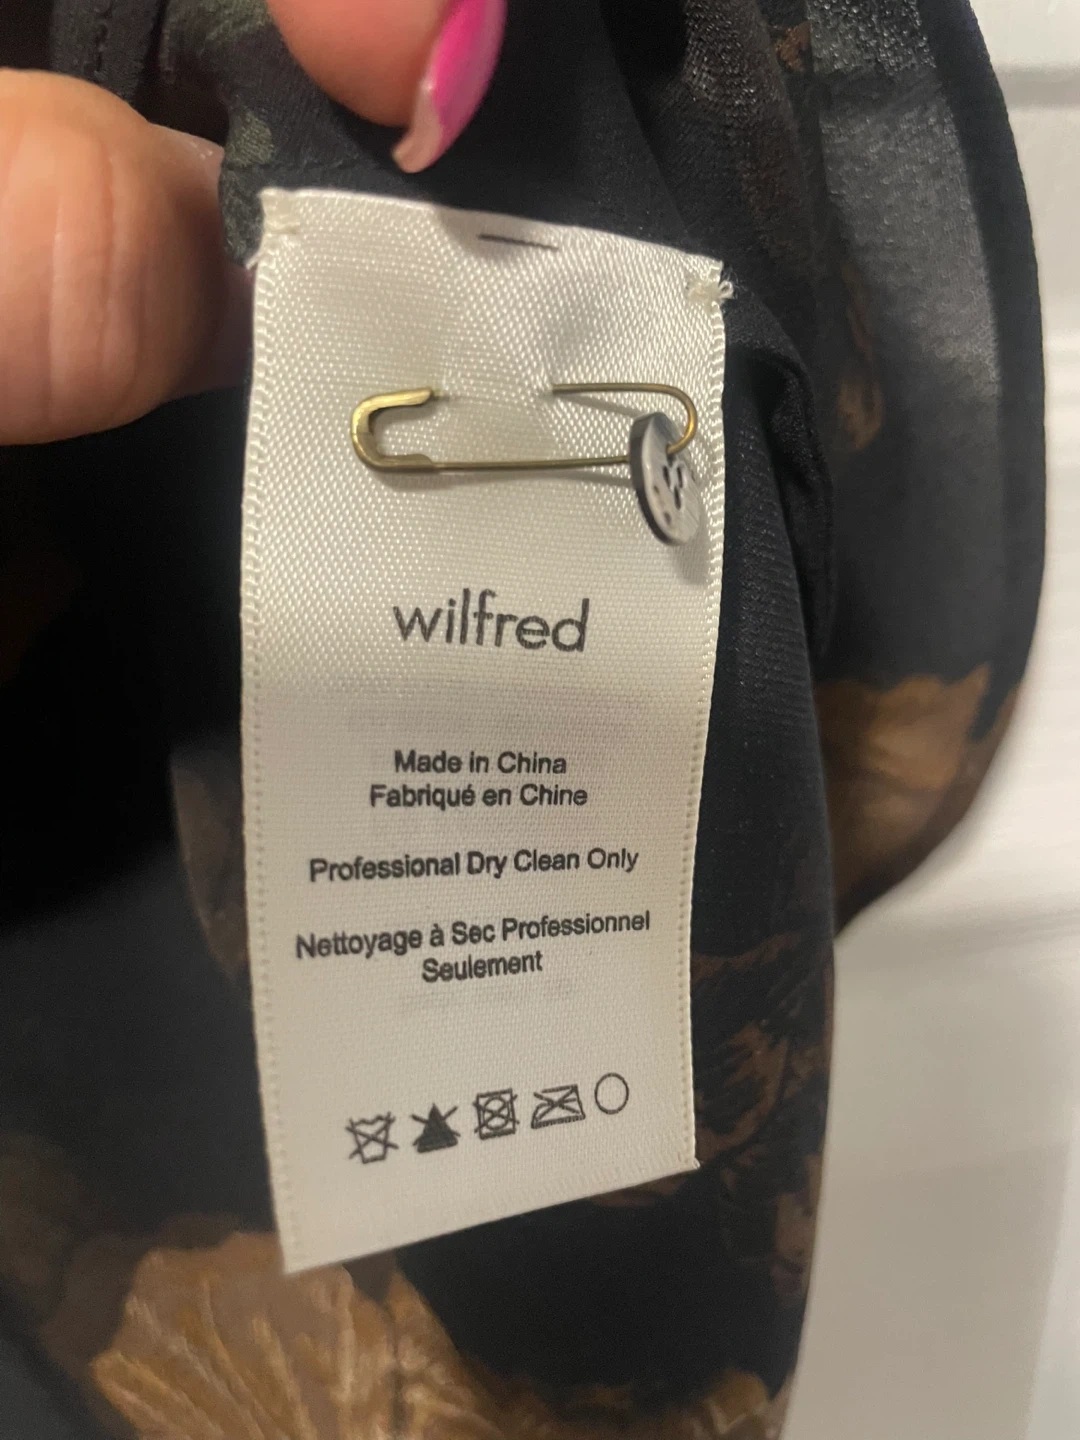 wilfred
Made in China
Fabriqué en Chine
Professional Dry Clean Only
Nettoyage à Sec Professionnel
Seulement